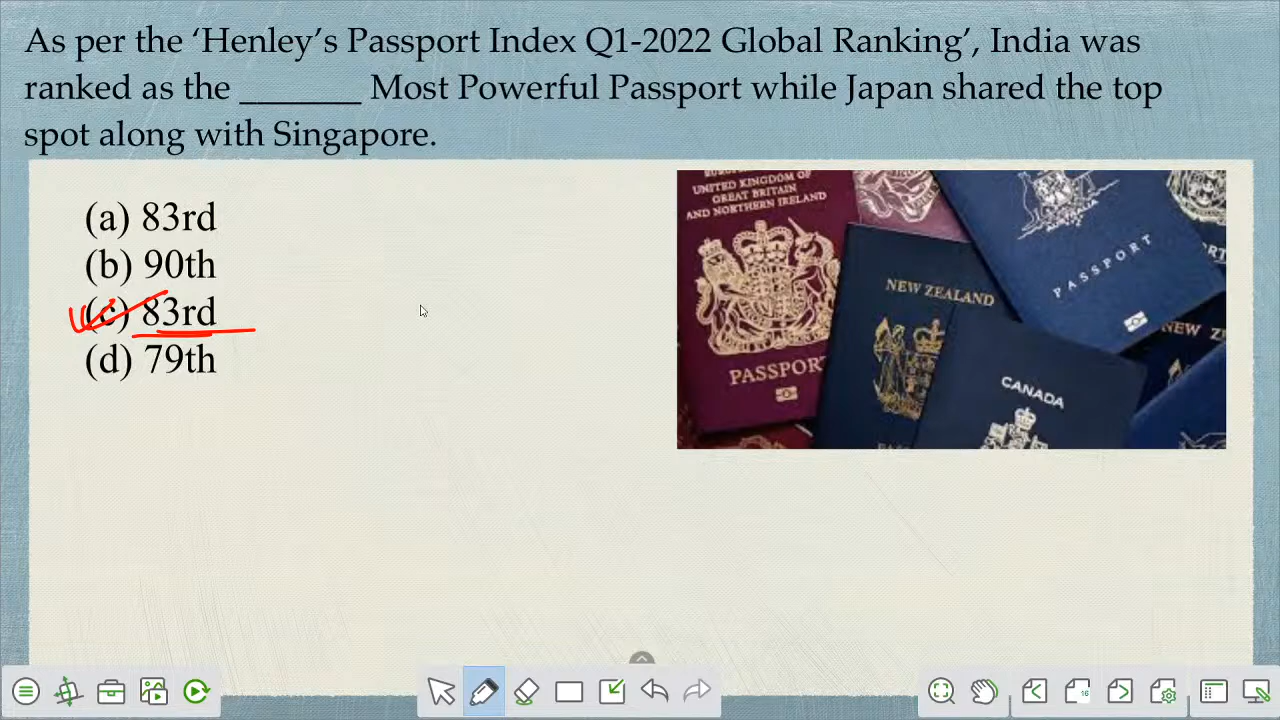 As per the ‘Henley’s Passport Index Q1-2022 Global Ranking’, India was
ranked as the _______ Most Powerful Passport while Japan shared the top
spot along with Singapore.
(a) 83rd
(b) 90th
(c) 83rd
(d) 79th
UNITED KINGDOM OF
GREAT BRITAIN
AND NORTHERN IRELAND
PASSPORT
NEW ZEALAND
CANADA
PASSPORT
NEW Z
16